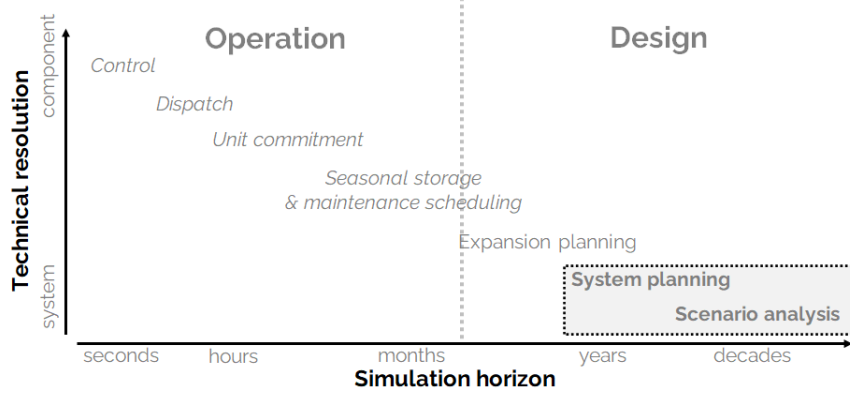 Operation
Design
component
Control
Dispatch
Unit commitment
Technical resolution
Seasonal storage
& maintenance scheduling
Expansion planning
system
System planning
Scenario analysis
seconds
hours
months
years
decades
Simulation horizon